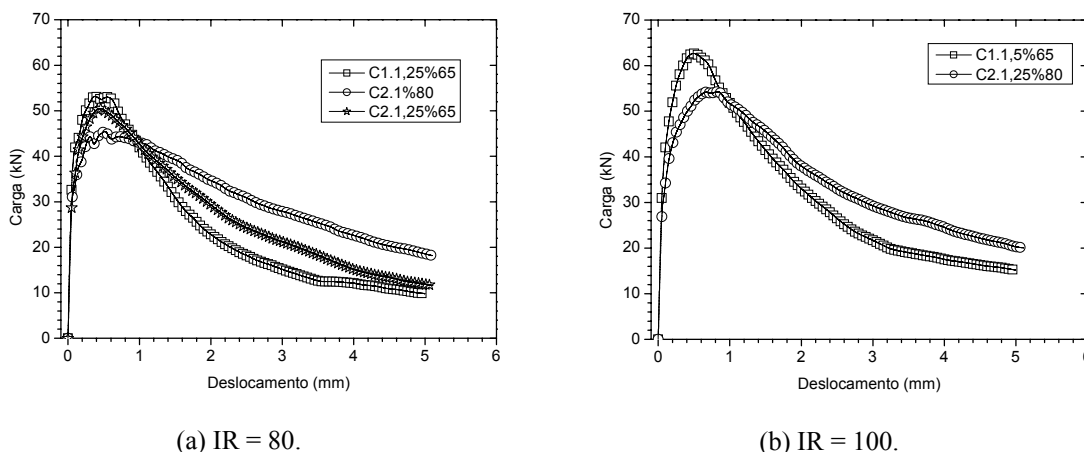 70
60
50
40
30
20
10
0
Carga (kN)
0 1 2 3 4 5 6
Deslocamento (mm)
C1.1,25%65
C2.1%80
C2.1,25%65
(a) IR = 80.
70
60
50
40
30
20
10
0
Carga (kN)
0 1 2 3 4 5 6
Deslocamento (mm)
C1.1,5%65
C2.1,25%80
(b) IR = 100.